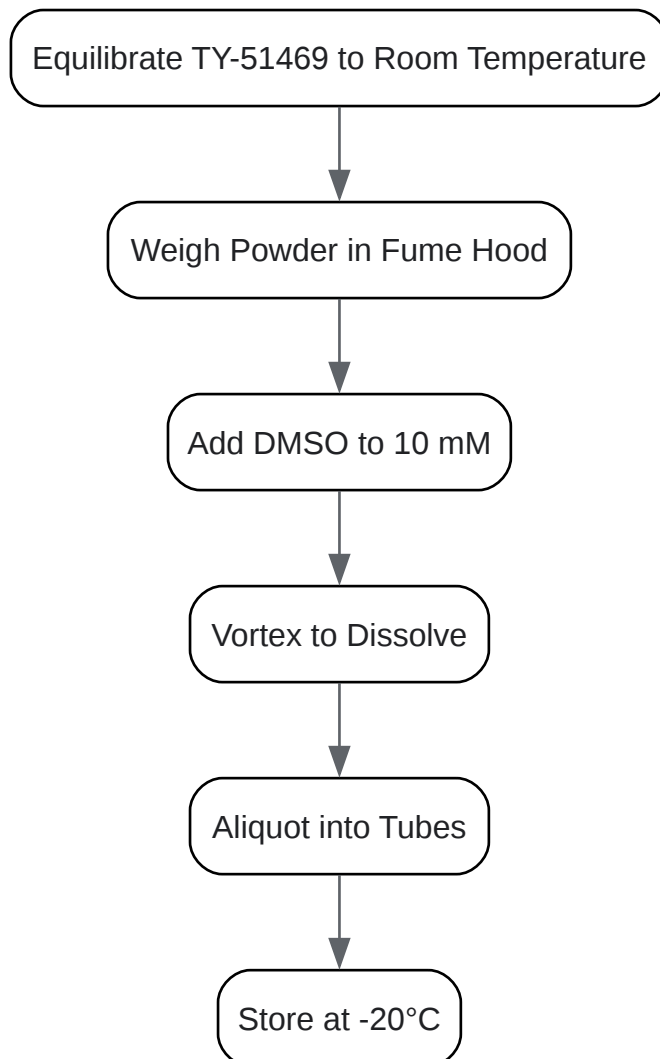 Equilibrate TY-51469 to Room Temperature
Weigh Powder in Fume Hood
Add DMSO to 10 mM
Vortex to Dissolve
Aliquot into Tubes
Store at -20°C